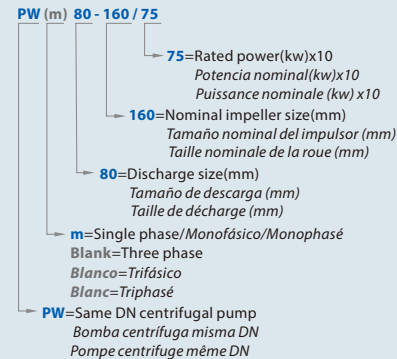 PW (m) 80 - 160 / 75
75=Rated power(kw)x10
Potencia nominal(kw)x10
Puissance nominale (kw) x10
160=Nominal impeller size(mm)
Tamaño nominal del impulsor (mm)
Taille nominale de la roue (mm)
80=Discharge size(mm)
Tamaño de descarga (mm)
Taille de décharge (mm)
m=Single phase/Monofásico/Monophasé
Blank=Three phase
Blanco=Trifásico
Blanc=Triphasé
PW=Same DN centrifugal pump
Bomba centrífuga misma DN
Pompe centrifuge même DN